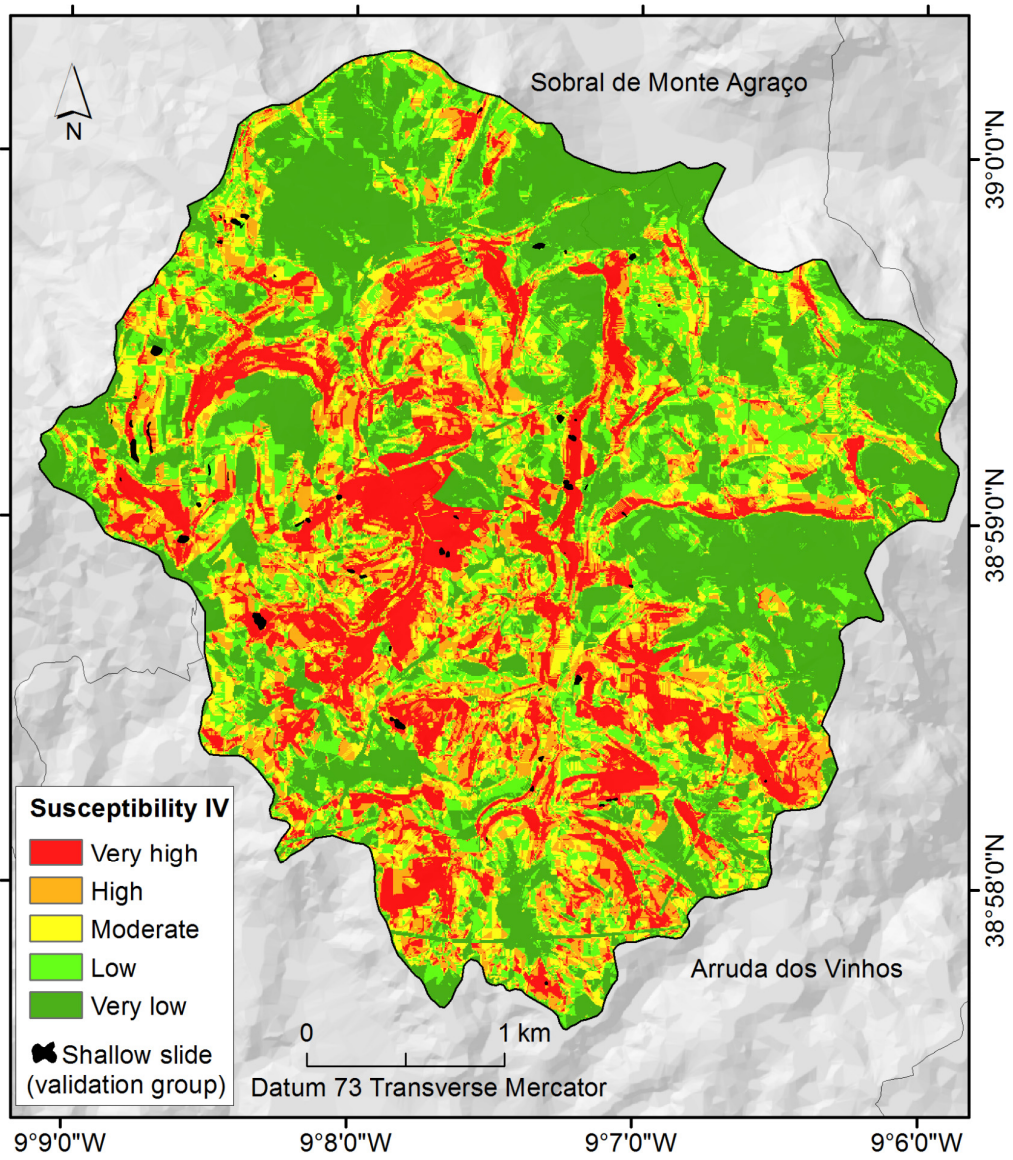 Sobral de Monte Agraço
N
39°0'0"N
38°59'0"N
38°58'0"N
Susceptibility IV
Very high
High
Moderate
Low
Very low
Shallow slide
(validation group)
Arruda dos Vinhos
0 1 km
Datum 73 Transverse Mercator
9°9'0"W 9°8'0"W 9°7'0"W 9°6'0"W